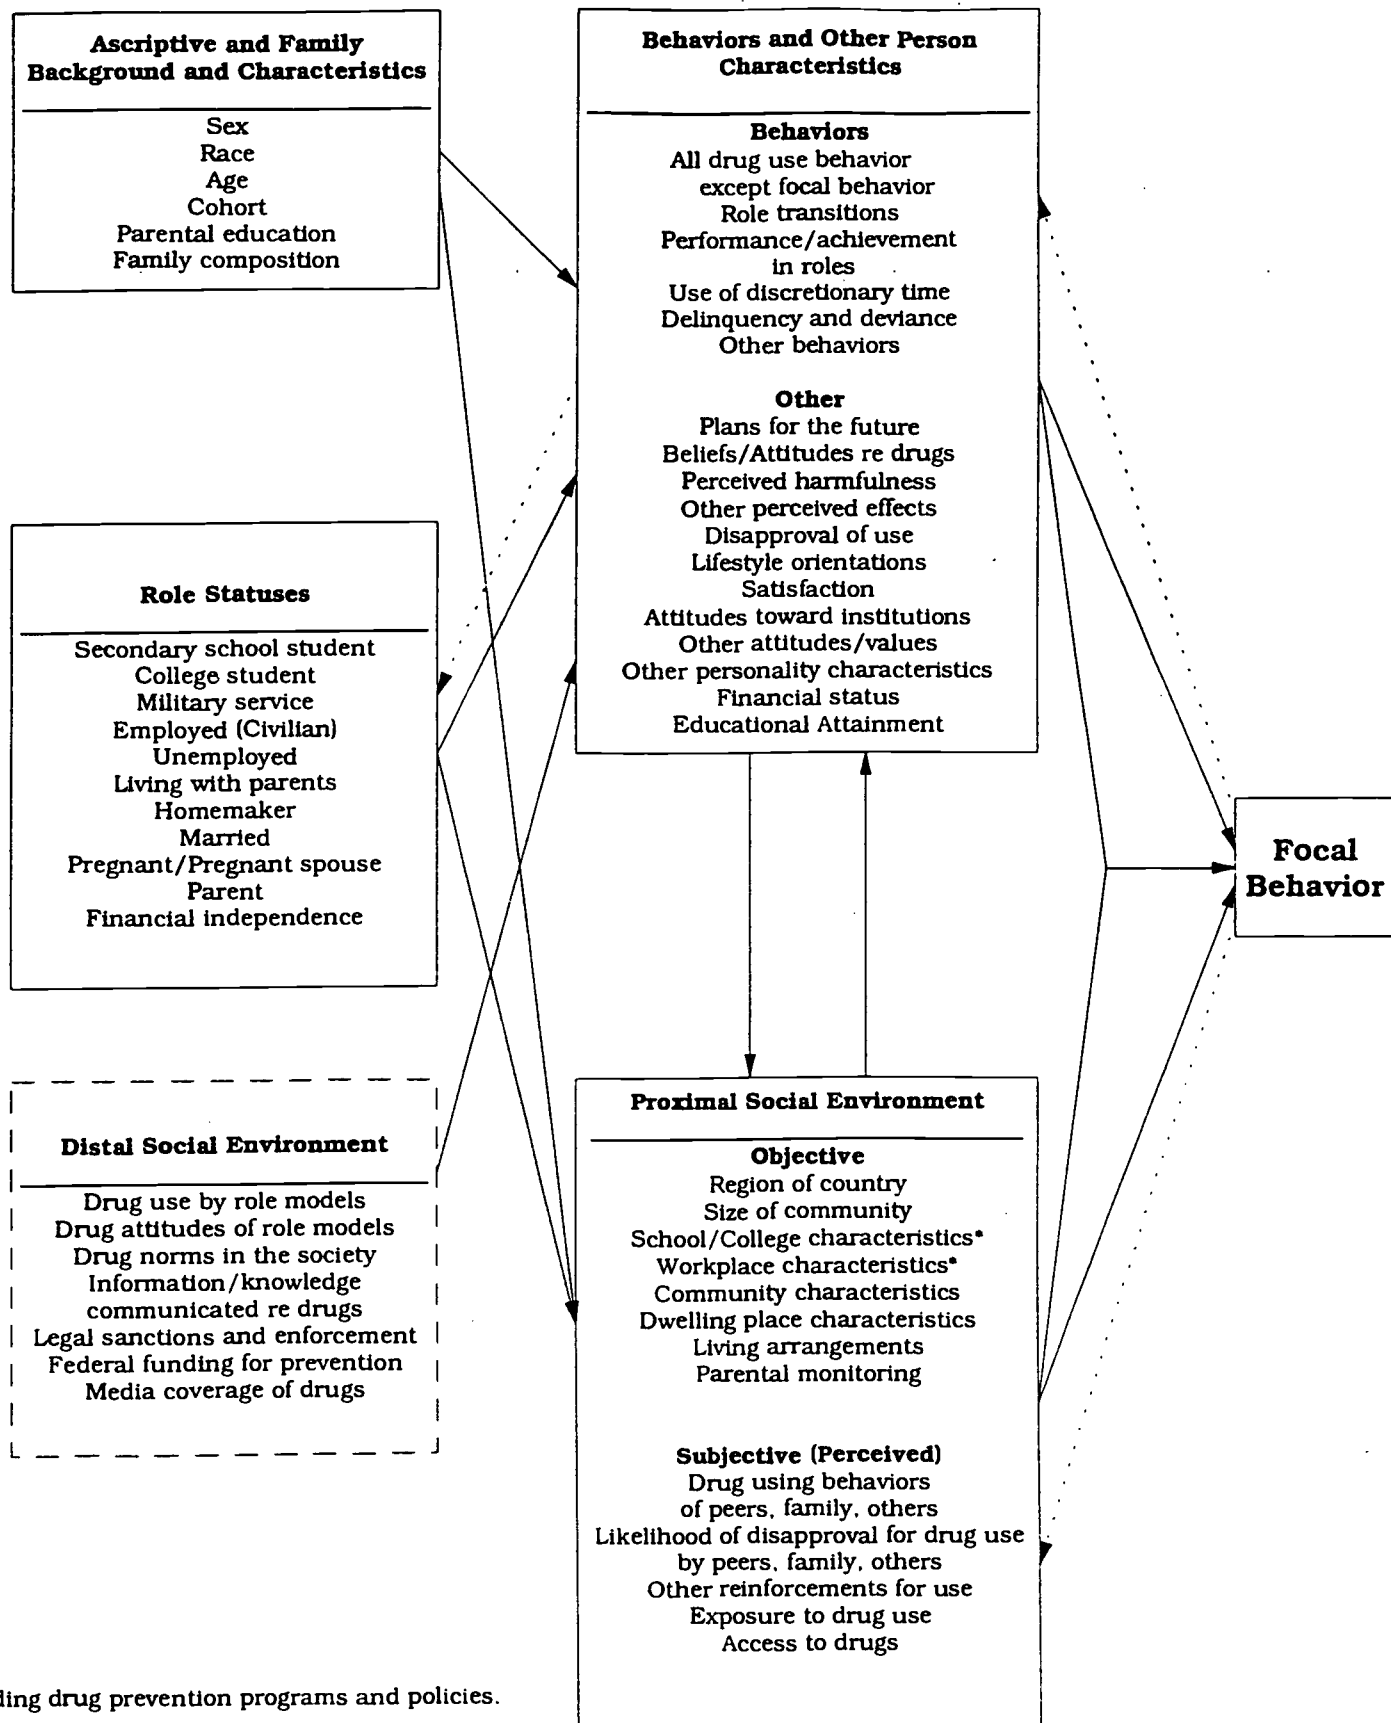 Ascriptive and Family
Background and Characteristics
Sex
Race
Age
Cohort
Parental education
Family composition
Role Statuses
Secondary school student
College student
Military service
Employed (Civilian)
Unemployed
Living with parents
Homemaker
Married
Pregnant/Pregnant spouse
Parent
Financial independence
Distal Social Environment
Drug use by role models
Drug attitudes of role models
Drug norms in the society
Information/knowledge
communicated re drugs
Legal sanctions and enforcement
Federal funding for prevention
Media coverage of drugs
Behaviors and Other Person
Characteristics
Behaviors
All drug use behavior
except focal behavior
Role transitions
Performance/achievement
in roles
Use of discretionary time
Delinquency and deviance
Other behaviors
Other
Plans for the future
Beliefs/Attitudes re drugs
Perceived harmfulness
Other perceived effects
Disapproval of use
Lifestyle orientations
Satisfaction
Attitudes toward institutions
Other attitudes/values
Other personality characteristics
Financial status
Educational Attainment
Proximal Social Environment
Objective
Region of country
Size of community
School/College characteristics*
Workplace characteristics*
Community characteristics
Dwelling place characteristics
Living arrangements
Parental monitoring
Subjective (Perceived)
Drug using behaviors
of peers, family, others
Likelihood of disapproval for drug use
by peers, family, others
Other reinforcements for use
Exposure to drug use
Access to drugs
Focal
Behavior
ling drug prevention programs and policies.